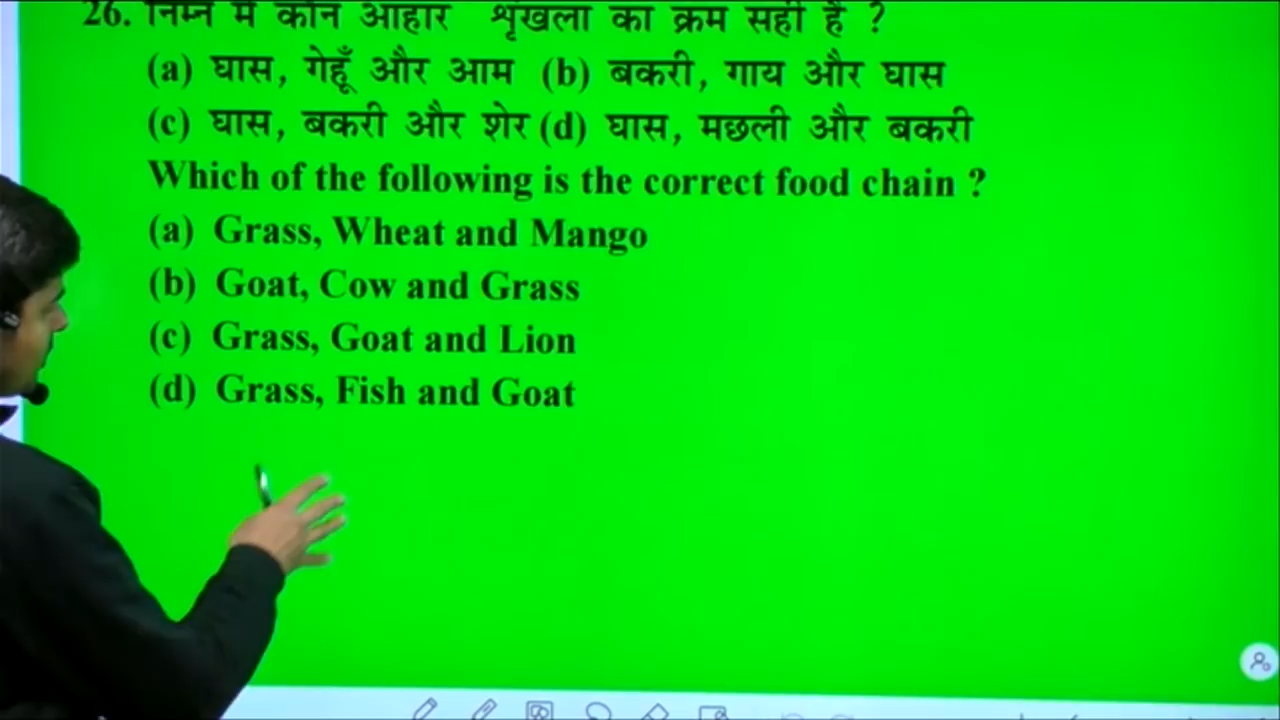 26. निम्न में कौन आहार शृंखला का क्रम सही है ?
(a) घास, गेहूँ और आम (b) बकरी, गाय और घास
(c) घास, बकरी और शेर (d) घास, मछली और बकरी
Which of the following is the correct food chain ?
(a) Grass, Wheat and Mango
(b) Goat, Cow and Grass
(c) Grass, Goat and Lion
(d) Grass, Fish and Goat